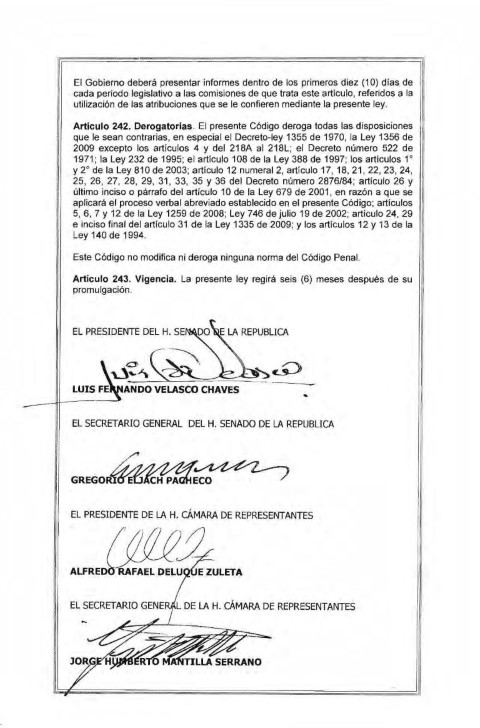 El Gobierno deberá presentar informes dentro de los primeros diez (10) días de
cada período legislativo a las comisiones de que trata este artículo, referidos a la
utilización de las atribuciones que se le confieren mediante la presente ley.
Artículo 242. Derogatorias. El presente Código deroga todas las disposiciones
que le sean contrarias, en especial el Decreto-ley 1355 de 1970, la Ley 1356 de
2009 excepto los artículos 4 y del 218A al 218L; el Decreto número 522 de
1971; la Ley 232 de 1995; el artículo 108 de la Ley 388 de 1997; los artículos 1°
y 2° de la Ley 810 de 2003; artículo 12 numeral 2, artículo 17, 18, 21, 22, 23, 24,
25, 26, 27, 28, 29, 31, 33, 35 y 36 del Decreto número 2876/84; artículo 26 y
último inciso o párrafo del artículo 10 de la Ley 679 de 2001, en razón a que se
aplicará el proceso verbal abreviado establecido en el presente Código; artículos
5, 6, 7 y 12 de la Ley 1259 de 2008; Ley 746 de julio 19 de 2002; artículo 24, 29
e inciso final del artículo 31 de la Ley 1335 de 2009; y los artículos 12 y 13 de la
Ley 140 de 1994.
Este Código no modifica ni deroga ninguna norma del Código Penal.
Artículo 243. Vigencia. La presente ley regirá seis (6) meses después de su
promulgación.
EL PRESIDENTE DEL H. SENADO DE LA REPUBLICA
Luis de Velasco
LUIS FERNANDO VELASCO CHAVES
EL SECRETARIO GENERAL DEL H. SENADO DE LA REPUBLICA
GREGORIO ELJACH PACHECO
EL PRESIDENTE DE LA H. CÁMARA DE REPRESENTANTES
ALFREDO RAFAEL DELUQUE ZULETA
EL SECRETARIO GENERAL DE LA H. CÁMARA DE REPRESENTANTES
JORGE HUMBERTO MANTILLA SERRANO